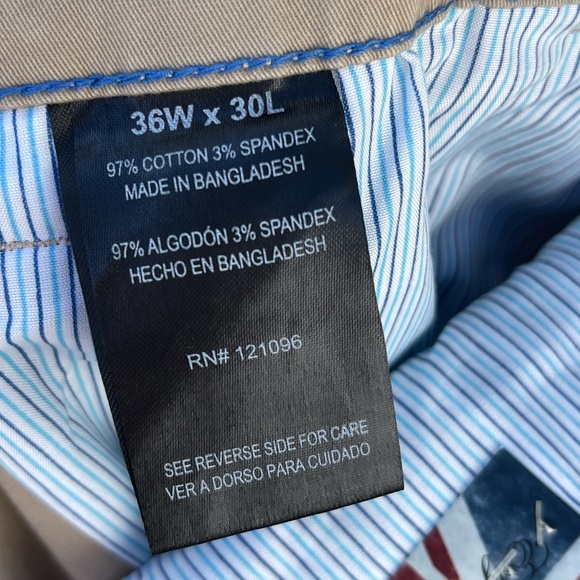 36W x 30L
97% COTTON 3% SPANDEX
MADE IN BANGLADESH
97% ALGODÓN 3% SPANDEX
HECHO EN BANGLADESH
RN# 121096
SEE REVERSE SIDE FOR CARE
VER A DORSO PARA CUIDADO